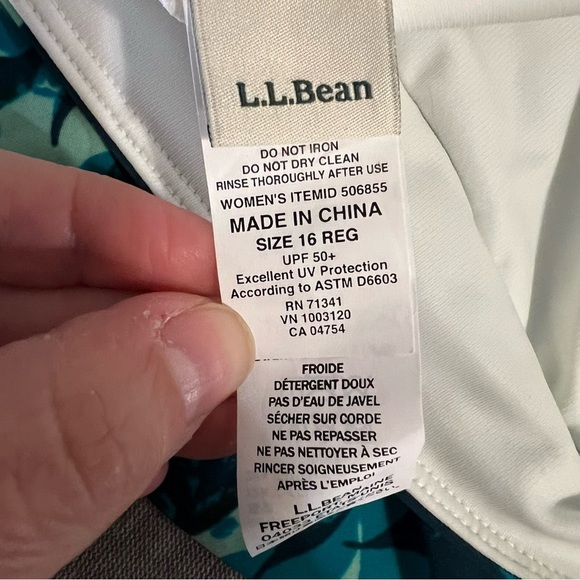 L.L.Bean
DO NOT IRON
DO NOT DRY CLEAN
RINSE THOROUGHLY AFTER USE
WOMEN'S ITEMID 506855
MADE IN CHINA
SIZE 16 REG
UPF 50+
Excellent UV Protection
According to ASTM D6603
RN 71341
VN 1003120
CA 04754
FROIDE
DÉTERGENT DOUX
PAS D'EAU DE JAVEL
SÉCHER SUR CORDE
NE PAS REPASSER
NE PAS NETTOYER À SEC
RINCER SOIGNEUSEMENT
APRÈS L'EMPLOI
L.L.BEAN
FREEPORT